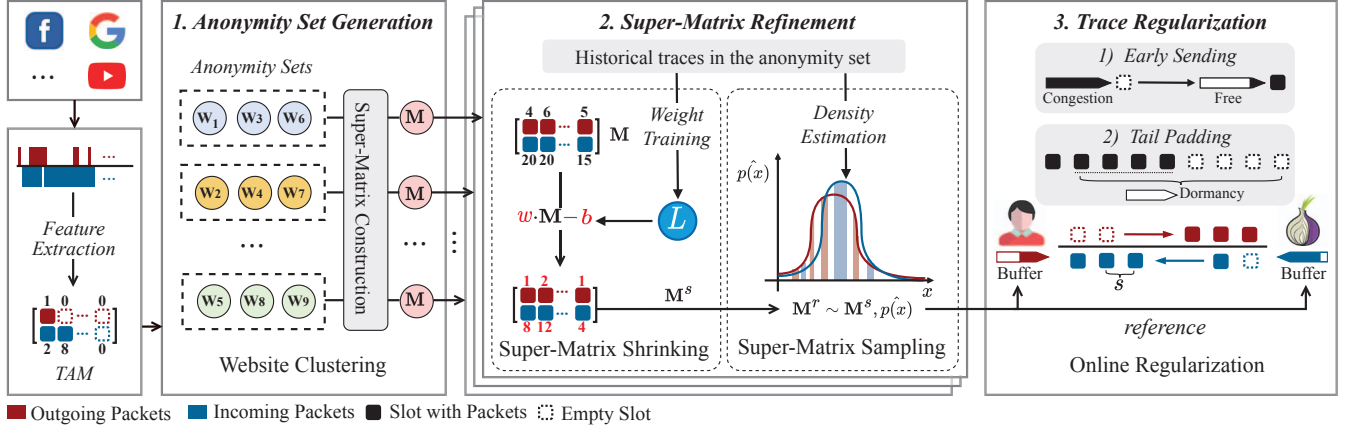 f
G
...
Feature
Extraction
1 0 0
...
...
2 8 0
TAM
1. Anonymity Set Generation
Anonymity Sets
W1 W3 W6
W2 W4 W7
...
W5 W8 W9
Super-Matrix Construction
M
M
...
M
Website Clustering
2. Super-Matrix Refinement
Historical traces in the anonymity set
4 6 5
...
...
20 20 15
M
Weight
Training
w·M−b
L
1 2 1
...
...
8 12 4
Super-Matrix Shrinking
M^s
Density
Estimation
p(x)̂
x
M^r ∼ M^s, p(x)̂
Super-Matrix Sampling
3. Trace Regularization
1) Early Sending
Congestion
Free
2) Tail Padding
Dormancy
Buffer
s
Buffer
reference
Online Regularization
Outgoing Packets
Incoming Packets
Slot with Packets
Empty Slot